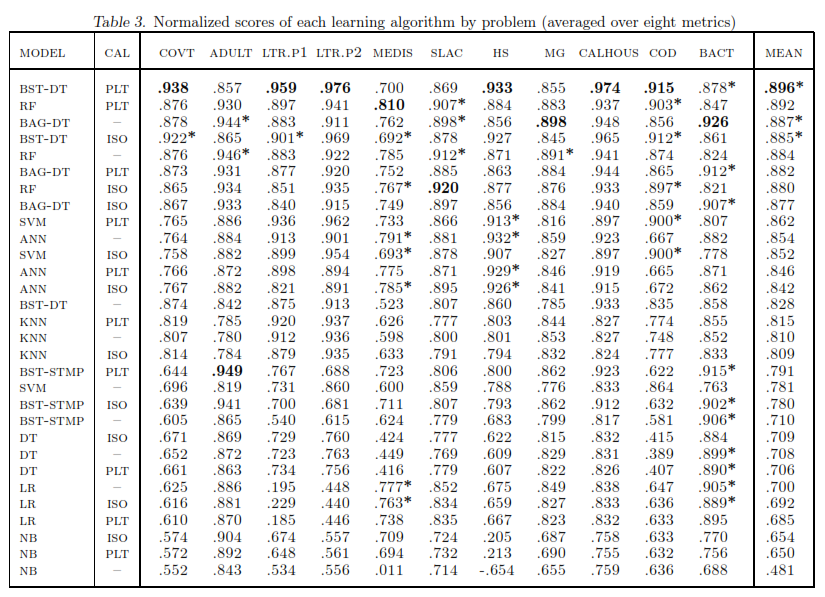 Table 3. Normalized scores of each learning algorithm by problem (averaged over eight metrics)
MODEL CAL COVT ADULT LTR.P1 LTR.P2 MEDIS SLAC HS MG CALHOUS COD BACT MEAN
BST-DT PLT .938 .857 .959 .976 .700 .869 .933 .855 .974 .915 .878* .896*
RF PLT .876 .930 .897 .941 .810 .907* .884 .883 .937 .903* .847 .892
BAG-DT – .878 .944* .883 .911 .762 .898* .856 .898 .948 .856 .926 .887*
BST-DT ISO .922* .865 .901* .969 .692* .878 .927 .845 .965 .912* .861 .885*
RF – .876 .946* .883 .922 .785 .912* .871 .891* .941 .874 .824 .884
BAG-DT PLT .873 .931 .877 .920 .752 .885 .863 .884 .944 .865 .912* .882
RF ISO .865 .934 .851 .935 .767* .920 .877 .876 .933 .897* .821 .880
BAG-DT ISO .867 .933 .840 .915 .749 .897 .856 .884 .940 .859 .907* .877
SVM PLT .765 .886 .936 .962 .733 .866 .913* .816 .897 .900* .807 .862
ANN – .764 .884 .913 .901 .791* .881 .932* .859 .923 .667 .882 .854
SVM ISO .758 .882 .899 .954 .693* .878 .907 .827 .897 .900* .778 .852
ANN PLT .766 .872 .898 .894 .775 .871 .929* .846 .919 .665 .871 .846
ANN ISO .767 .882 .821 .891 .785* .895 .926* .841 .915 .672 .862 .842
BST-DT – .874 .842 .875 .913 .523 .807 .860 .785 .933 .835 .858 .828
KNN PLT .819 .785 .920 .937 .626 .777 .803 .844 .827 .774 .855 .815
KNN – .807 .780 .912 .936 .598 .800 .801 .853 .827 .748 .852 .810
KNN ISO .814 .784 .879 .935 .633 .791 .794 .832 .824 .777 .833 .809
BST-STMP PLT .644 .949 .767 .688 .723 .806 .800 .862 .923 .622 .915* .791
SVM – .696 .819 .731 .860 .600 .859 .788 .776 .833 .864 .763 .781
BST-STMP ISO .639 .941 .700 .681 .711 .807 .793 .862 .912 .632 .902* .780
BST-STMP – .605 .865 .540 .615 .624 .779 .683 .799 .817 .581 .906* .710
DT ISO .671 .869 .729 .760 .424 .777 .622 .815 .832 .415 .884 .709
DT – .652 .872 .723 .763 .449 .769 .609 .829 .831 .389 .899* .708
DT PLT .661 .863 .734 .756 .416 .779 .607 .822 .826 .407 .890* .706
LR – .625 .886 .195 .448 .777* .852 .675 .849 .838 .647 .905* .700
LR ISO .616 .881 .229 .440 .763* .834 .659 .827 .833 .636 .889* .692
LR PLT .610 .870 .185 .446 .738 .835 .667 .823 .832 .633 .895 .685
NB ISO .574 .904 .674 .557 .709 .724 .205 .687 .758 .633 .770 .654
NB PLT .572 .892 .648 .561 .694 .732 .213 .690 .755 .632 .756 .650
NB – .552 .843 .534 .556 .011 .714 -.654 .655 .759 .636 .688 .481